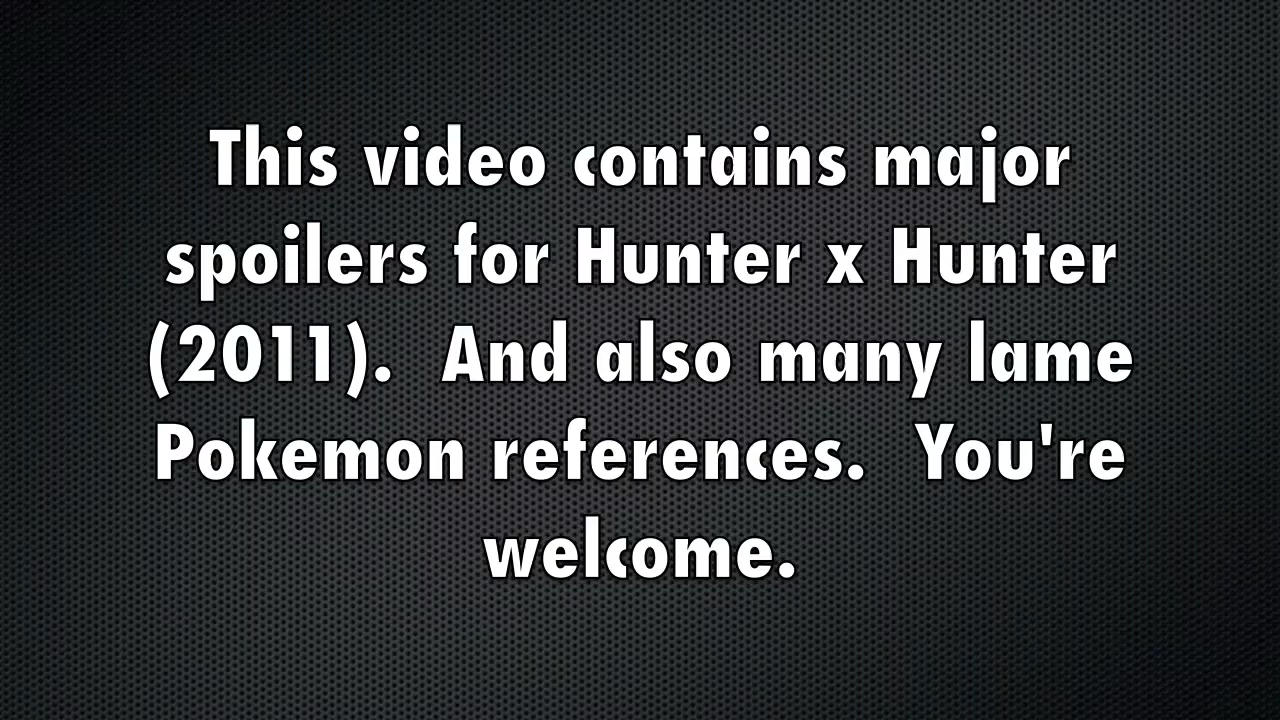 This video contains major
spoilers for Hunter x Hunter
(2011).  And also many lame
Pokemon references.  You're
welcome.